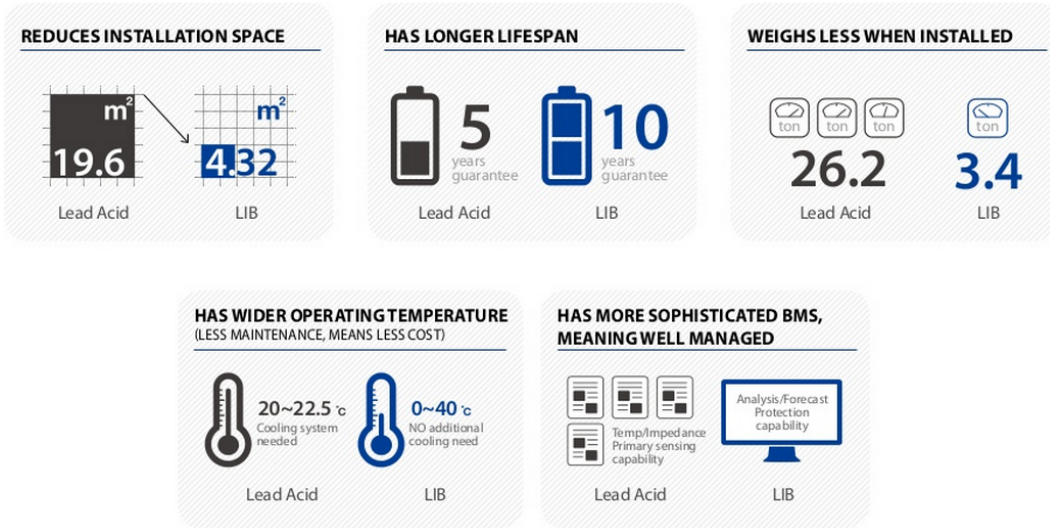 REDUCES INSTALLATION SPACE
m²
19.6
Lead Acid
m²
4.32
LIB
HAS LONGER LIFESPAN
5
years
guarantee
Lead Acid
10
years
guarantee
LIB
WEIGHS LESS WHEN INSTALLED
ton ton ton
26.2
Lead Acid
ton
3.4
LIB
HAS WIDER OPERATING TEMPERATURE
(LESS MAINTENANCE, MEANS LESS COST)
20~22.5 ℃
Cooling system
needed
Lead Acid
0~40 ℃
NO additional
cooling need
LIB
HAS MORE SOPHISTICATED BMS,
MEANING WELL MANAGED
Temp/Impedance
Primary sensing
capability
Lead Acid
Analysis/Forecast
Protection
capability
LIB